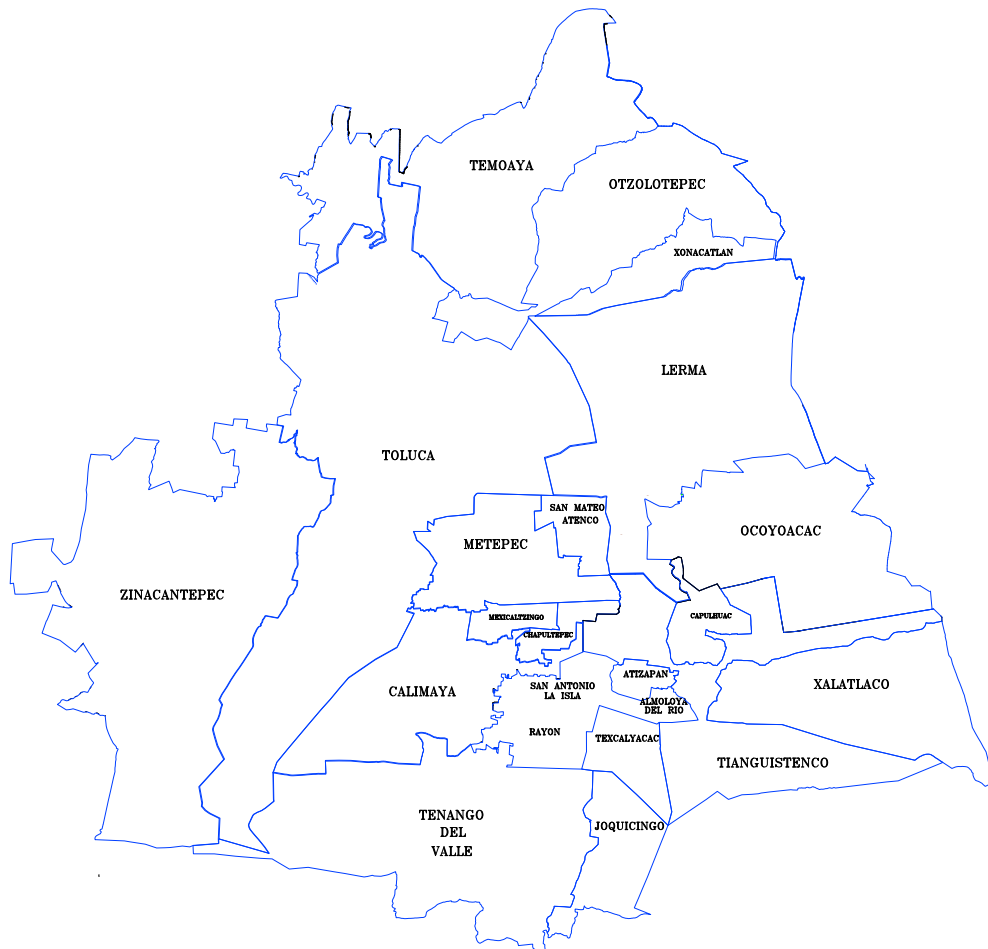 TEMOAYA
OTZOLOTEPEC
XONACATLAN
LERMA
TOLUCA
SAN MATEO
ATENCO
METEPEC
OCOYOACAC
ZINACANTEPEC
MEXICALTZINGO
CAPULHUAC
CHAPULTEPEC
ATIZAPAN
CALIMAYA
SAN ANTONIO
LA ISLA
XALATLACO
ALMOLOYA
DEL RIO
RAYON
TEXCALYACAC
TIANGUISTENCO
TENANGO
DEL
VALLE
JOQUICINGO